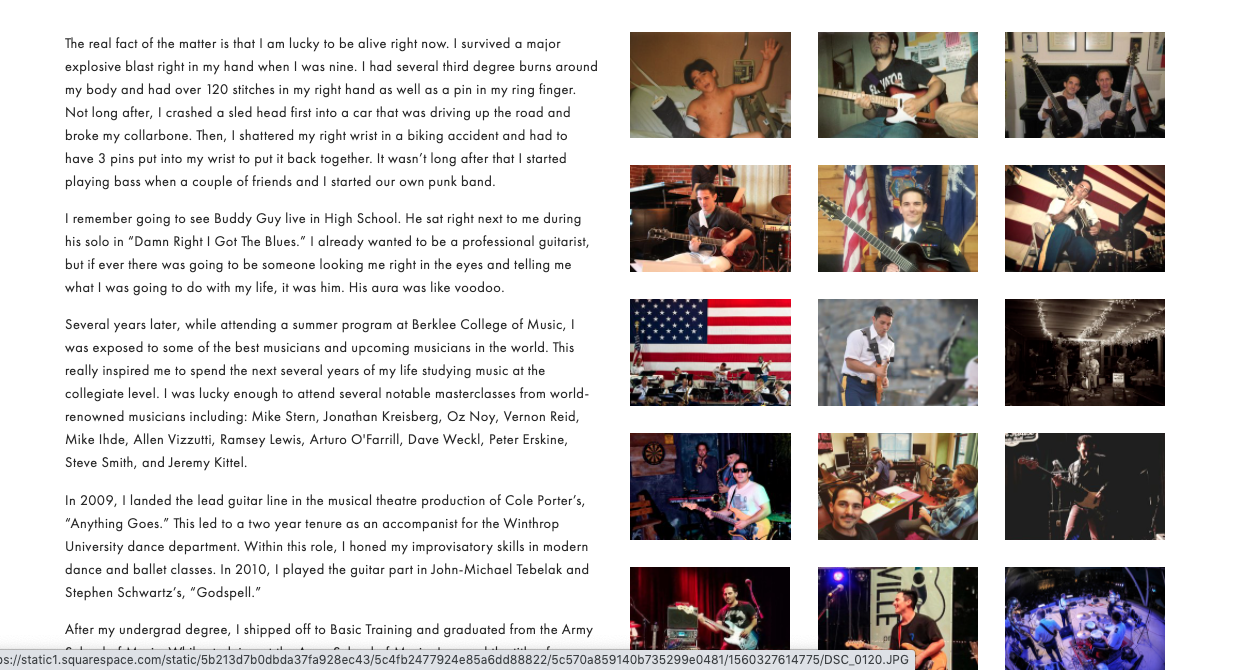 The real fact of the matter is that I am lucky to be alive right now. I survived a major
explosive blast right in my hand when I was nine. I had several third degree burns around
my body and had over 120 stitches in my right hand as well as a pin in my ring finger.
Not long after, I crashed a sled head first into a car that was driving up the road and
broke my collarbone. Then, I shattered my right wrist in a biking accident and had to
have 3 pins put into my wrist to put it back together. It wasn’t long after that I started
playing bass when a couple of friends and I started our own punk band.
I remember going to see Buddy Guy live in High School. He sat right next to me during
his solo in “Damn Right I Got The Blues.” I already wanted to be a professional guitarist,
but if ever there was going to be someone looking me right in the eyes and telling me
what I was going to do with my life, it was him. His aura was like voodoo.
Several years later, while attending a summer program at Berklee College of Music, I
was exposed to some of the best musicians and upcoming musicians in the world. This
really inspired me to spend the next several years of my life studying music at the
collegiate level. I was lucky enough to attend several notable masterclasses from world-
renowned musicians including: Mike Stern, Jonathan Kreisberg, Oz Noy, Vernon Reid,
Mike Ihde, Allen Vizzutti, Ramsey Lewis, Arturo O'Farrill, Dave Weckl, Peter Erskine,
Steve Smith, and Jeremy Kittel.
In 2009, I landed the lead guitar line in the musical theatre production of Cole Porter’s,
“Anything Goes.” This led to a two year tenure as an accompanist for the Winthrop
University dance department. Within this role, I honed my improvisatory skills in modern
dance and ballet classes. In 2010, I played the guitar part in John-Michael Tebelak and
Stephen Schwartz’s, “Godspell.”
After my undergrad degree, I shipped off to Basic Training and graduated from the Army
ps://static1.squarespace.com/static/5b213d7b0dbda37fa928ec43/5c4fb2477924e85a6dd88822/5c570a859140b735299e0481/1560327614775/DSC_0120.JPG